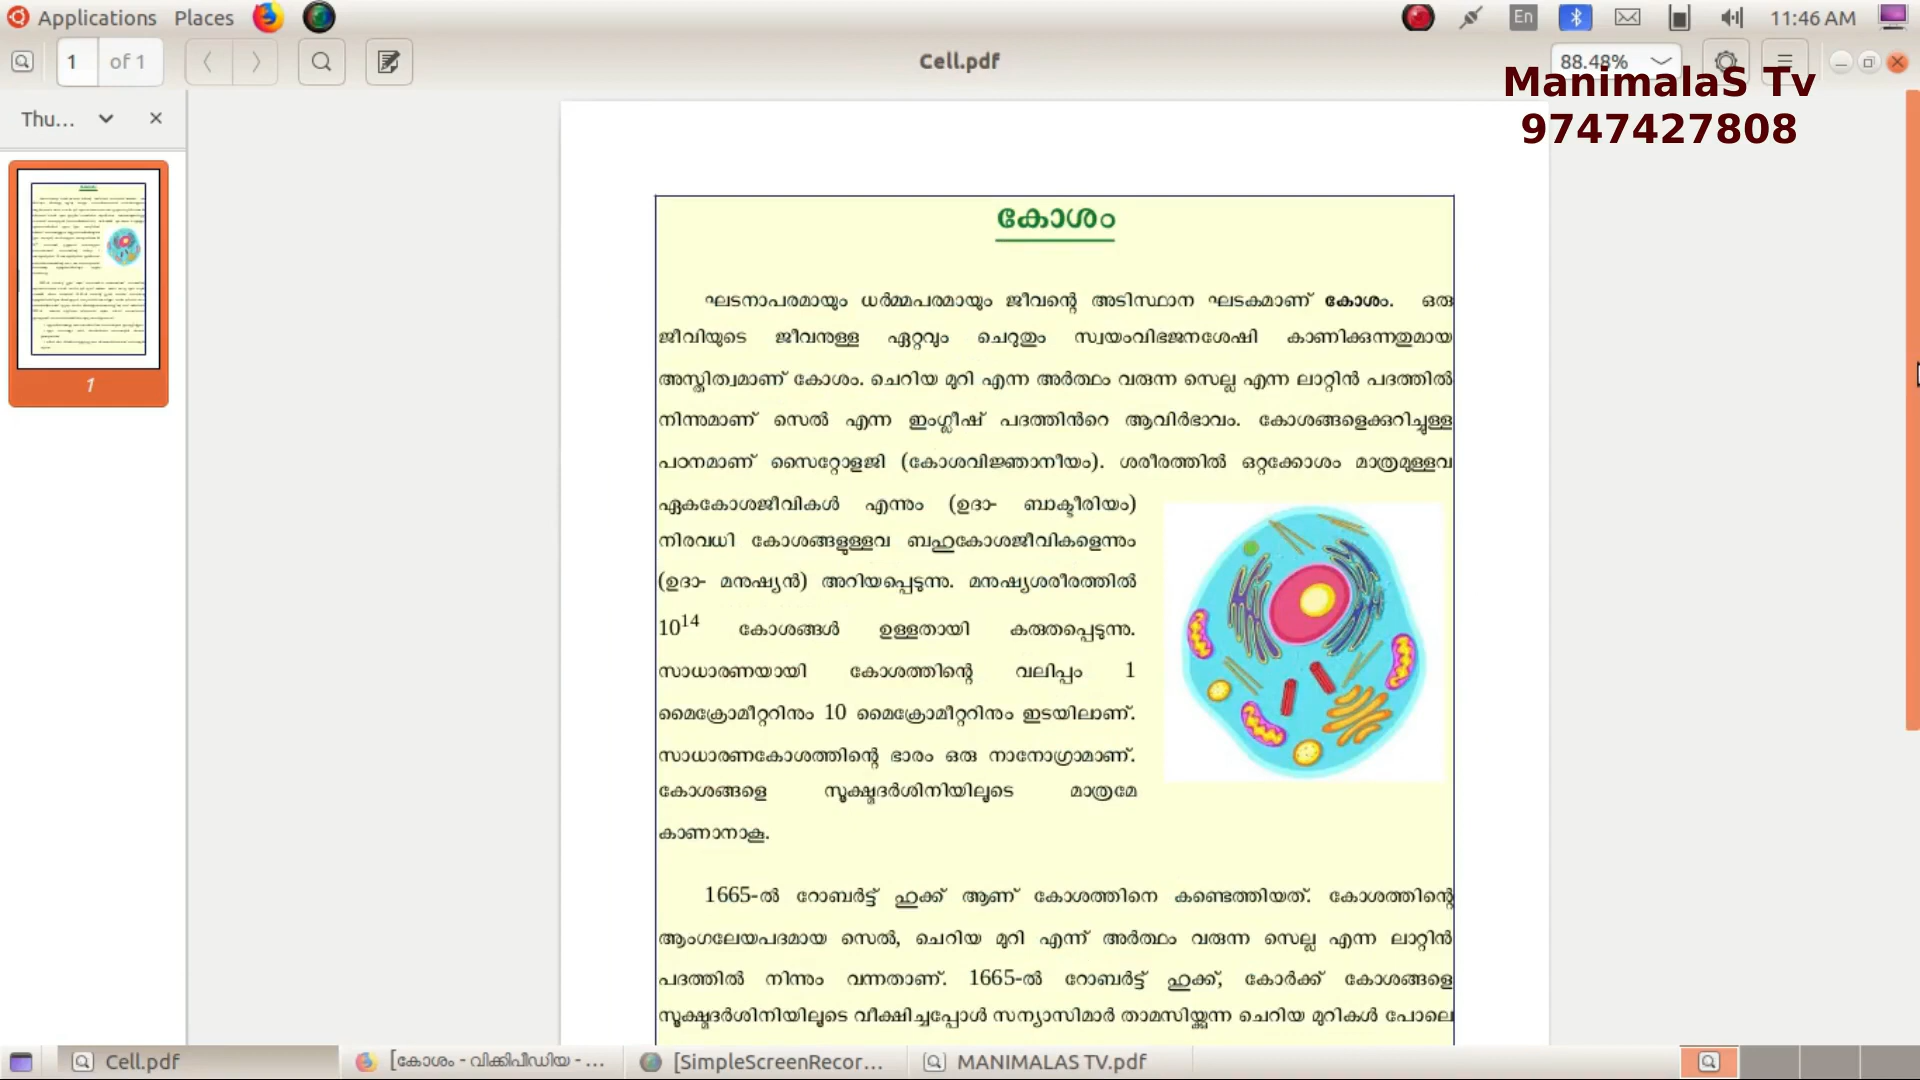 Applications Places En 11:46 AM
1 of 1 Cell.pdf 88.48%
ManimalaS Tv
9747427808
Thu...
1
കോശം
ഘടനാപരമായും ധർമ്മപരമായും ജീവന്റെ അടിസ്ഥാന ഘടകമാണ് കോശം. ഒരു
ജീവിയുടെ ജീവനുള്ള ഏറ്റവും ചെറുതും സ്വയംവിഭജനശേഷി കാണിക്കുന്നതുമായ
അസ്തിത്വമാണ് കോശം. ചെറിയ മുറി എന്ന അർത്ഥം വരുന്ന സെല്ല എന്ന ലാറ്റിൻ പദത്തിൽ
നിന്നുമാണ് സെൽ എന്ന ഇംഗ്ലീഷ് പദത്തിൻറെ ആവിർഭാവം. കോശങ്ങളെക്കുറിച്ചുള്ള
പഠനമാണ് സൈറ്റോളജി (കോശവിജ്ഞാനീയം). ശരീരത്തിൽ ഒറ്റക്കോശം മാത്രമുള്ളവ
ഏകകോശജീവികൾ എന്നും (ഉദാ- ബാക്ടീരിയം)
നിരവധി കോശങ്ങളുള്ളവ ബഹുകോശജീവികളെന്നും
(ഉദാ- മനുഷ്യൻ) അറിയപ്പെടുന്നു. മനുഷ്യശരീരത്തിൽ
10¹⁴ കോശങ്ങൾ ഉള്ളതായി കരുതപ്പെടുന്നു.
സാധാരണയായി കോശത്തിന്റെ വലിപ്പം 1
മൈക്രോമീറ്ററിനും 10 മൈക്രോമീറ്ററിനും ഇടയിലാണ്.
സാധാരണകോശത്തിന്റെ ഭാരം ഒരു നാനോഗ്രാമാണ്.
കോശങ്ങളെ സൂക്ഷ്മദർശിനിയിലൂടെ മാത്രമേ
കാണാനാകൂ.
1665-ൽ റോബർട്ട് ഹുക്ക് ആണ് കോശത്തിനെ കണ്ടെത്തിയത്. കോശത്തിന്റെ
ആംഗലേയപദമായ സെൽ, ചെറിയ മുറി എന്ന് അർത്ഥം വരുന്ന സെല്ല എന്ന ലാറ്റിൻ
പദത്തിൽ നിന്നും വന്നതാണ്. 1665-ൽ റോബർട്ട് ഹുക്ക്, കോർക്ക് കോശങ്ങളെ
സൂക്ഷ്മദർശിനിയിലൂടെ വീക്ഷിച്ചപ്പോൾ സന്യാസിമാർ താമസിയ്ക്കുന്ന ചെറിയ മുറികൾ പോലെ
Cell.pdf [കോശം - വിക്കിപീഡിയ - ... [SimpleScreenRecor... MANIMALAS TV.pdf